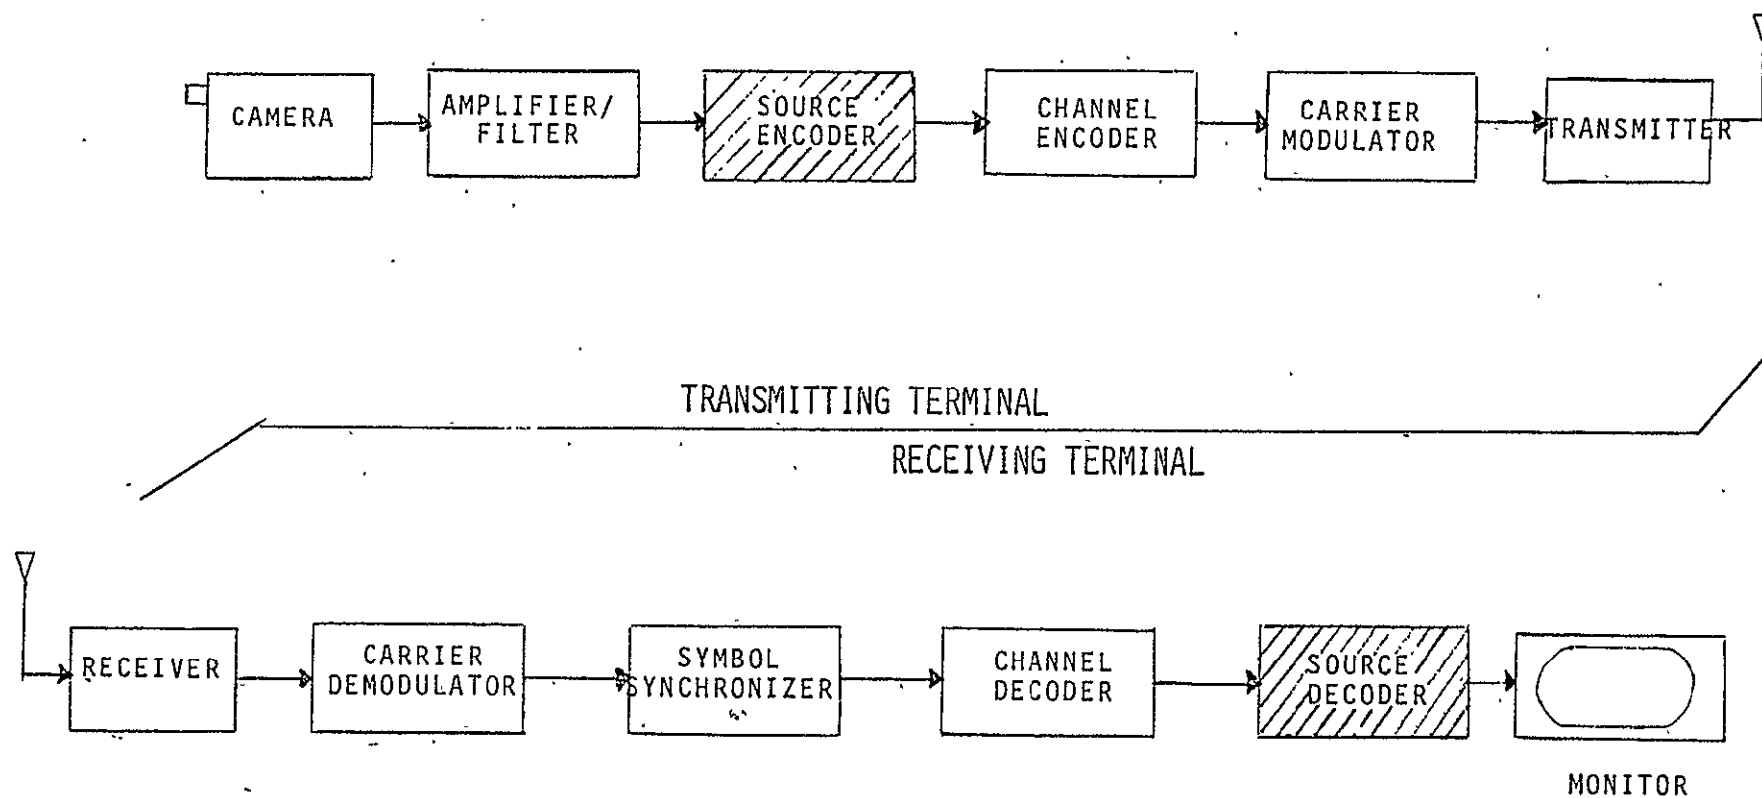 CAMERA
AMPLIFIER/
FILTER
SOURCE
ENCODER
CHANNEL
ENCODER
CARRIER
MODULATOR
TRANSMITTER
TRANSMITTING TERMINAL
RECEIVING TERMINAL
RECEIVER
CARRIER
DEMODULATOR
SYMBOL
SYNCHRONIZER
CHANNEL
DECODER
SOURCE
DECODER
MONITOR